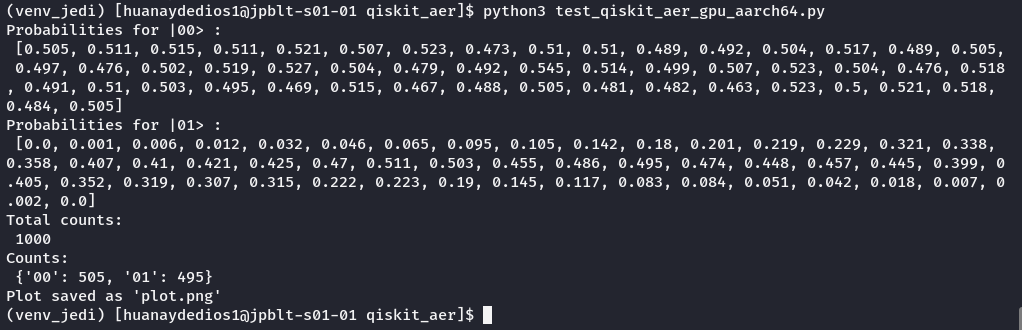 (venv_jedi) [huanaydedios1@jpblt-s01-01 qiskit_aer]$ python3 test_qiskit_aer_gpu_aarch64.py
Probabilities for |00> :
 [0.505, 0.511, 0.515, 0.511, 0.521, 0.507, 0.523, 0.473, 0.51, 0.51, 0.489, 0.492, 0.504, 0.517, 0.489, 0.505,
 0.497, 0.476, 0.502, 0.519, 0.527, 0.504, 0.479, 0.492, 0.545, 0.514, 0.499, 0.507, 0.523, 0.504, 0.476, 0.518
, 0.491, 0.51, 0.503, 0.495, 0.469, 0.515, 0.467, 0.488, 0.505, 0.481, 0.482, 0.463, 0.523, 0.5, 0.521, 0.518,
0.484, 0.505]
Probabilities for |01> :
 [0.0, 0.001, 0.006, 0.012, 0.032, 0.046, 0.065, 0.095, 0.105, 0.142, 0.18, 0.201, 0.219, 0.229, 0.321, 0.338,
0.358, 0.407, 0.41, 0.421, 0.425, 0.47, 0.511, 0.503, 0.455, 0.486, 0.495, 0.474, 0.448, 0.457, 0.445, 0.399, 0
.405, 0.352, 0.319, 0.307, 0.315, 0.222, 0.223, 0.19, 0.145, 0.117, 0.083, 0.084, 0.051, 0.042, 0.018, 0.007, 0
.002, 0.0]
Total counts:
 1000
Counts:
 {'00': 505, '01': 495}
Plot saved as 'plot.png'
(venv_jedi) [huanaydedios1@jpblt-s01-01 qiskit_aer]$